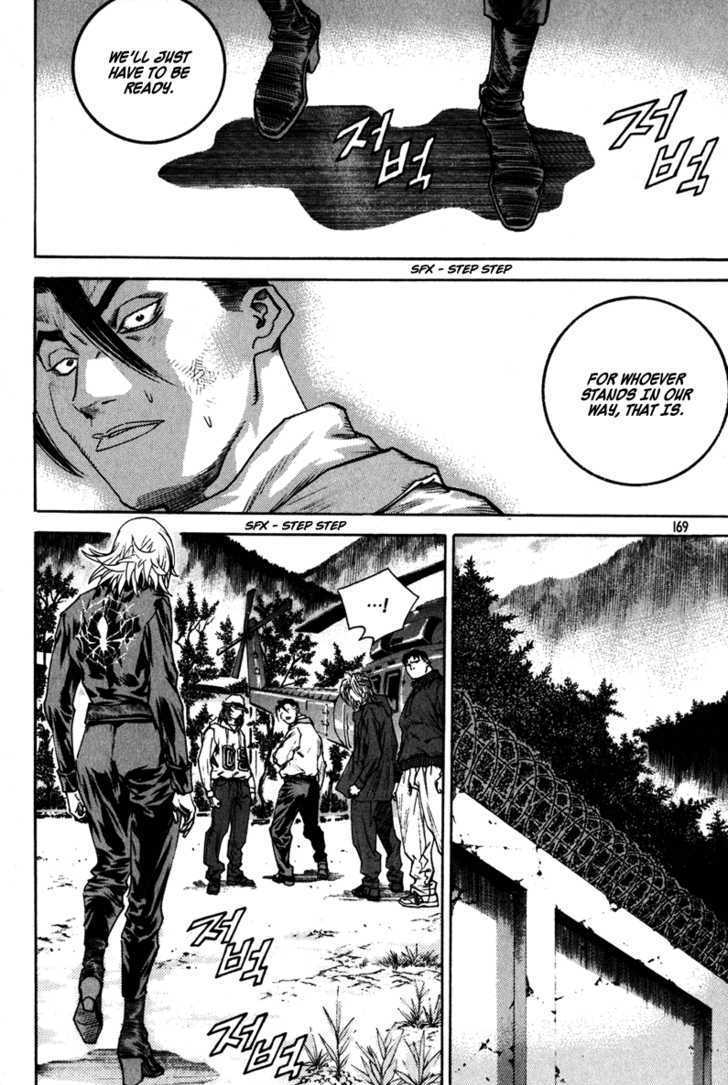 WE'LL JUST
HAVE TO BE
READY.
저벅
저벅
SFX - STEP STEP
FOR WHOEVER
STANDS IN OUR
WAY, THAT IS.
SFX - STEP STEP
169
...!
저벅
저벅